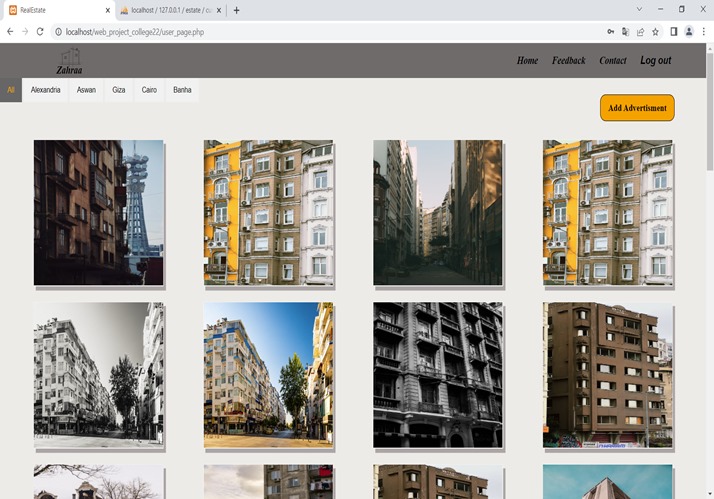 RealEstate
localhost / 127.0.0.1 / estate / cu
localhost/web_project_college22/user_page.php
Zahraa
Home Feedback Contact Log out
All Alexandria Aswan Giza Cairo Banha
Add Advertisment